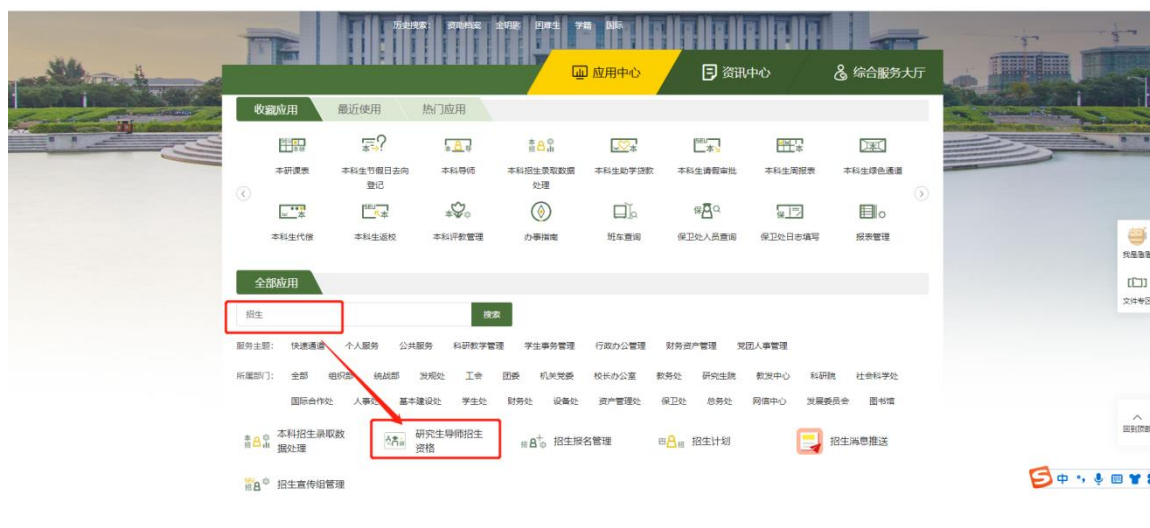 历史搜索: 资助档案 金钥匙 困难生 学籍 国际
应用中心 资讯中心 综合服务大厅
收藏应用 最近使用 热门应用
本研课表 本科生节假日去向登记 本科导师 本科招生录取数据处理 本科生助学贷款 本科生请假审批 本科生周报表 本科生绿色通道
本科生代偿 本科生返校 本科评教管理 办事指南 班车查询 保卫处人员查询 保卫处日志填写 报表管理
全部应用
招生 搜索
服务主题: 快速通道 个人服务 公共服务 科研教学管理 学生事务管理 行政办公管理 财务资产管理 党团人事管理
所属部门: 全部 组织部 统战部 发规处 工会 团委 机关党委 校长办公室 教务处 研究生院 教发中心 科研院 社会科学处
国际合作处 人事处 基本建设处 学生处 财务处 设备处 资产管理处 保卫处 总务处 网信中心 发展委员会 图书馆
本科招生录取数据处理 研究生导师招生资格 招生报名管理 招生计划 招生消息推送
招生宣传组管理
文件专区
回到顶部
中